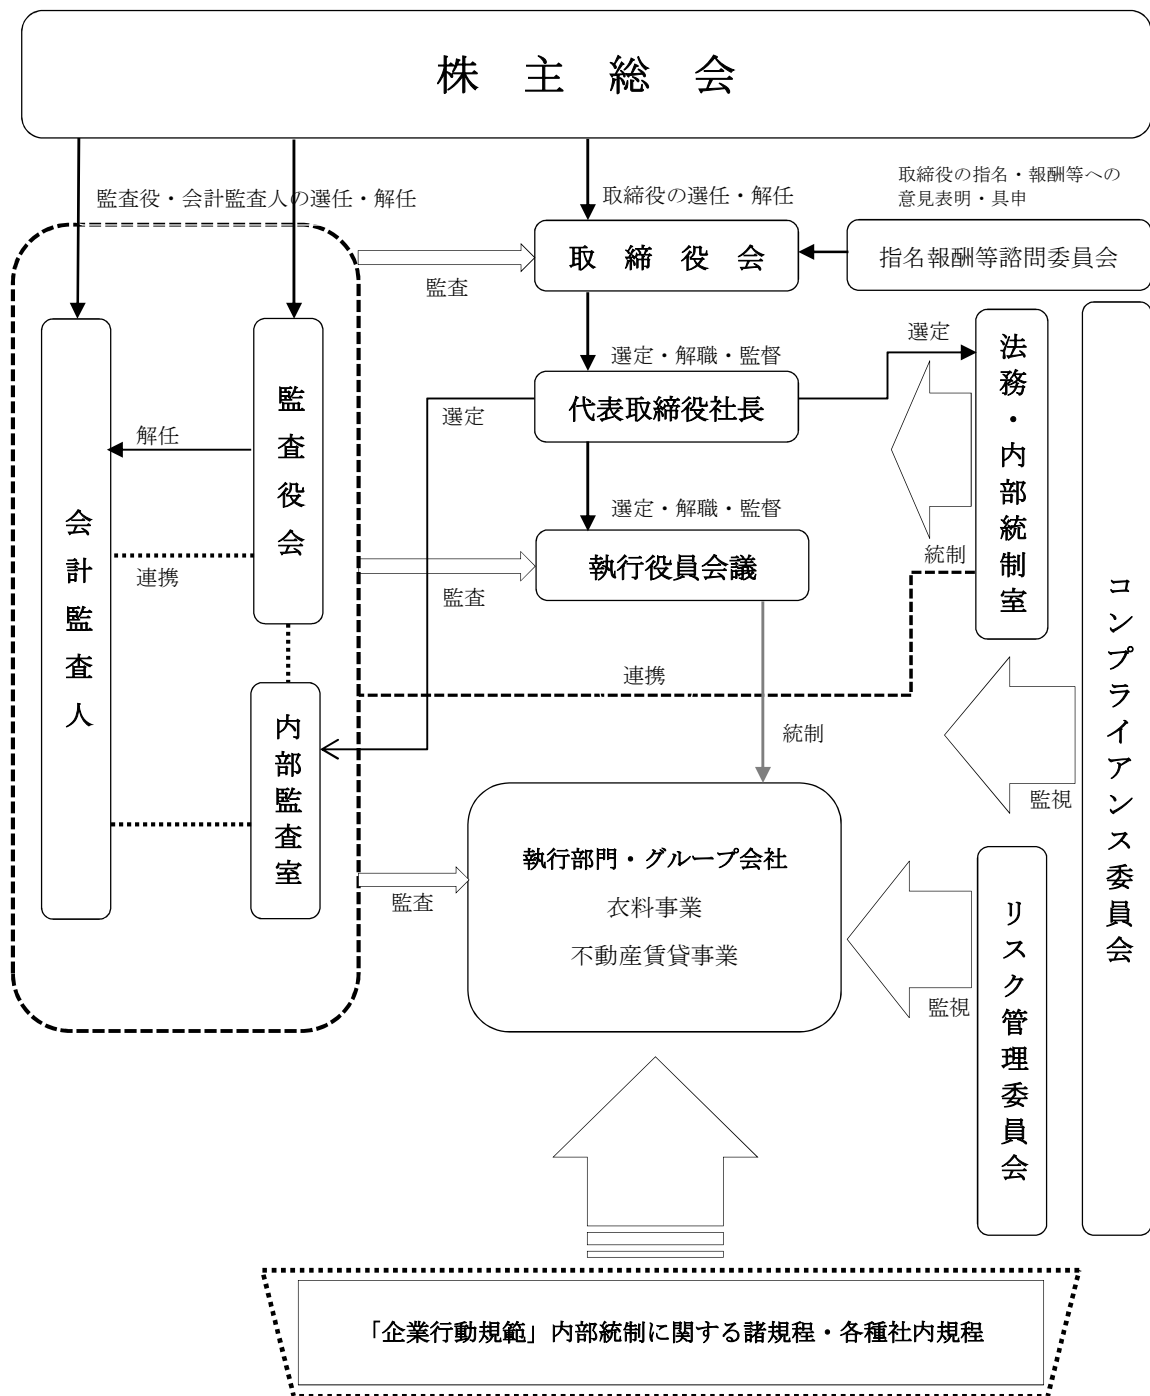 株 主 総 会
監査役・会計監査人の選任・解任
取締役の選任・解任
取締役の指名・報酬等への
意見表明・具申
取 締 役 会
指名報酬等諮問委員会
監査
選定・解職・監督
選定
法務・内部統制室
代表取締役社長
選定
監査役会
解任
会計監査人
連携
選定・解職・監督
執行役員会議
監査
統制
コンプライアンス委員会
連携
内部監査室
統制
監視
執行部門・グループ会社
衣料事業
不動産賃貸事業
監査
リスク管理委員会
監視
「企業行動規範」内部統制に関する諸規程・各種社内規程